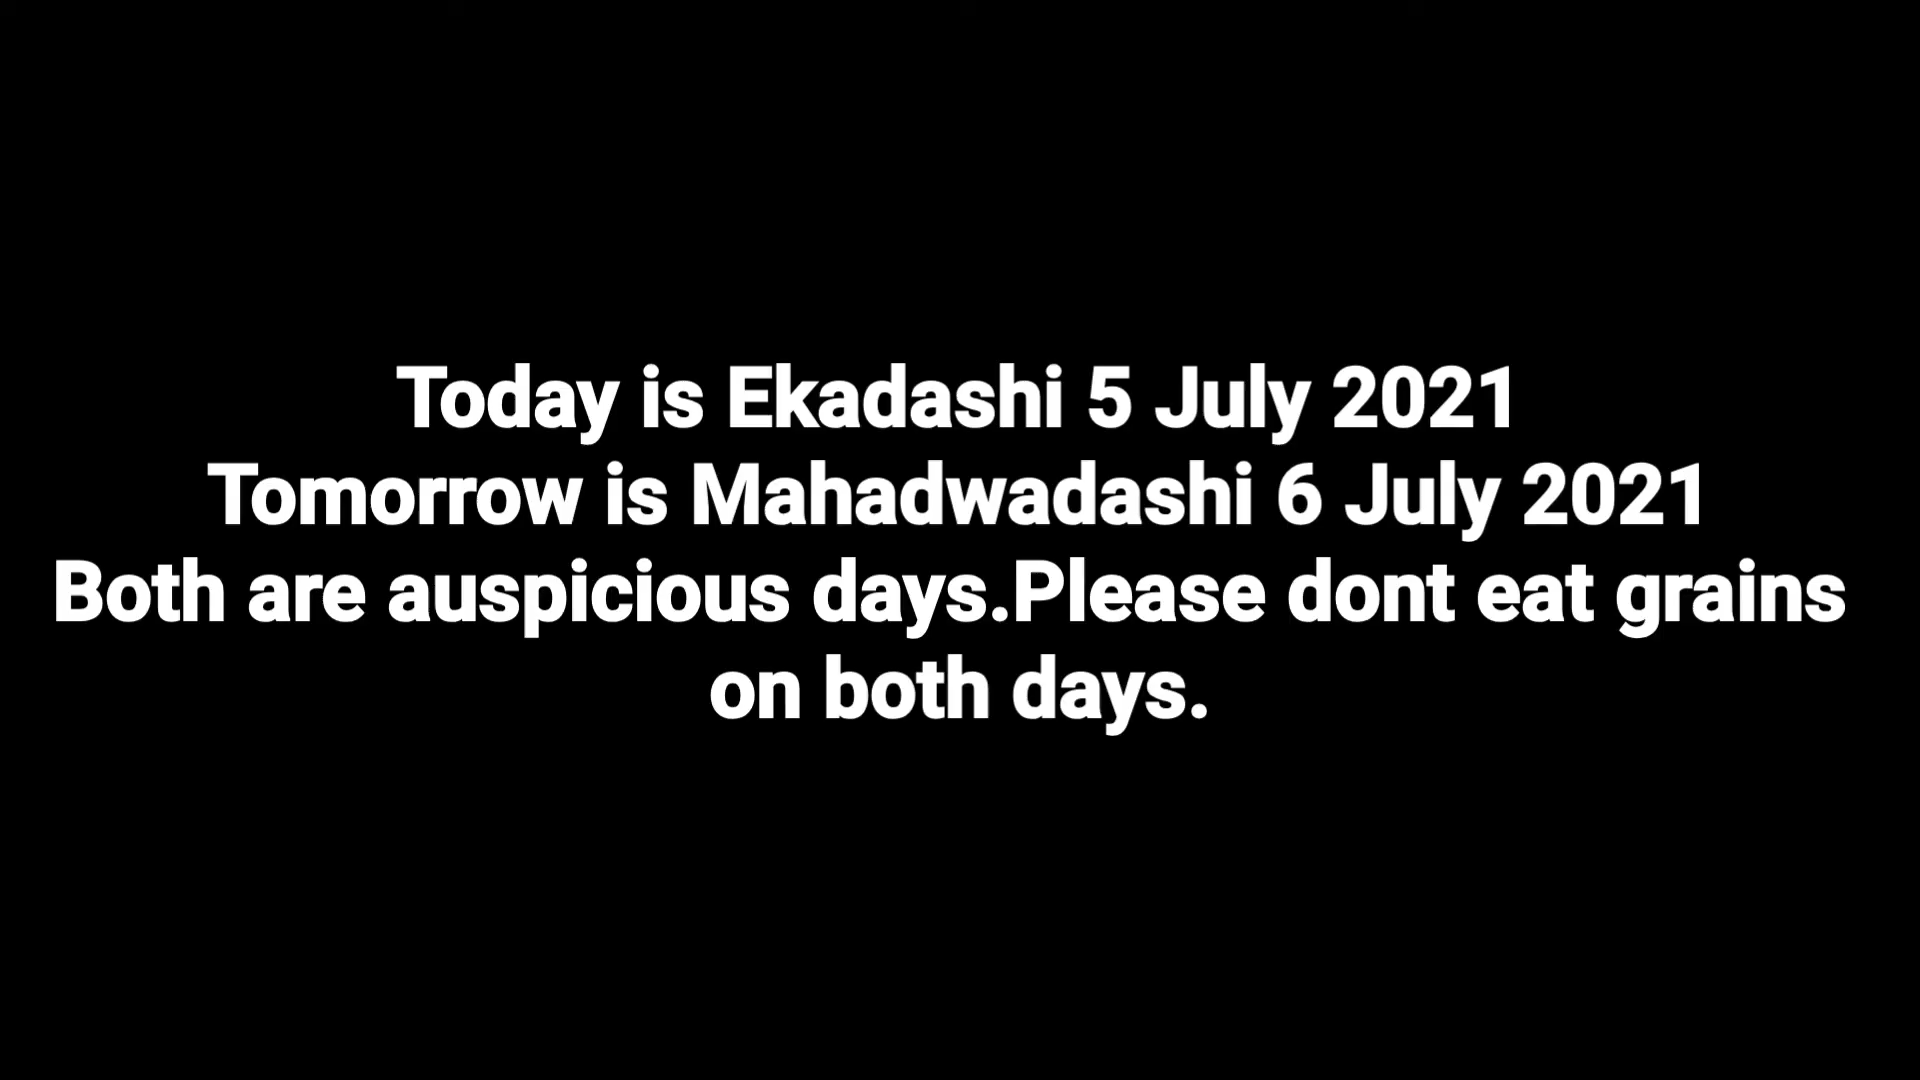 Today is Ekadashi 5 July 2021
Tomorrow is Mahadwadashi 6 July 2021
Both are auspicious days.Please dont eat grains
on both days.